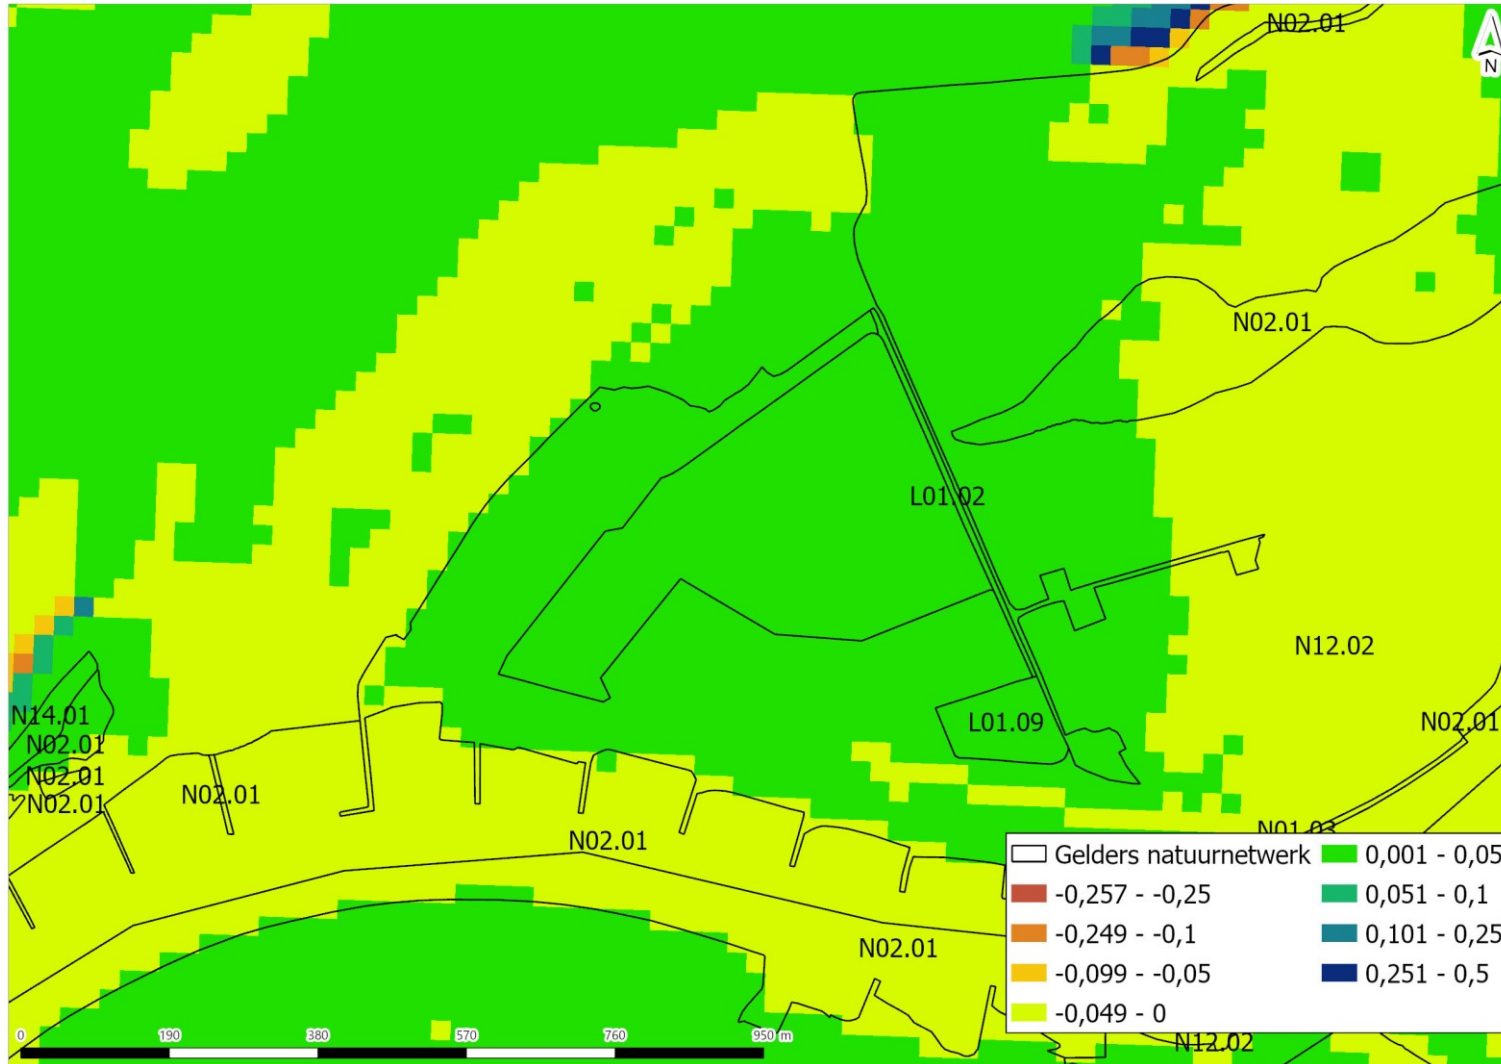 N02.01
N
N02.01
L01.02
N12.02
L01.09
N14.01
N02.01
N02.01
N02.01
N02.01
N02.01
N02.01
N01.03
N02.01
N12.02
Gelders natuurnetwerk
-0,257 - -0,25
-0,249 - -0,1
-0,099 - -0,05
-0,049 - 0
0,001 - 0,05
0,051 - 0,1
0,101 - 0,25
0,251 - 0,5
0 190 380 570 760 950 m